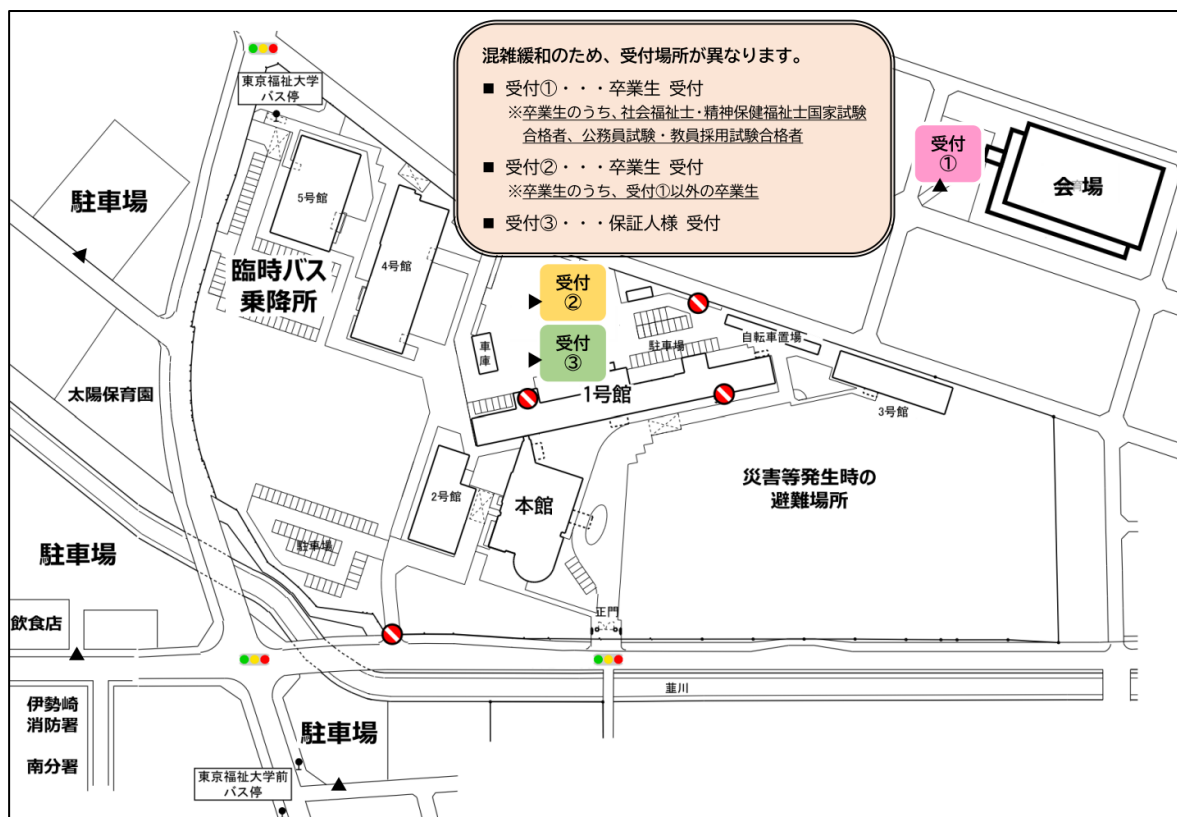 混雑緩和のため、受付場所が異なります。
■ 受付①・・・卒業生 受付
※卒業生のうち、社会福祉士・精神保健福祉士国家試験
合格者、公務員試験・教員採用試験合格者
■ 受付②・・・卒業生 受付
※卒業生のうち、受付①以外の卒業生
■ 受付③・・・保証人様 受付
東京福祉大学
バス停
受付
①
会場
駐車場
5号館
4号館
臨時バス
乗降所
受付
②
受付
③
車庫
駐車場
自転車置場
1号館
3号館
太陽保育園
2号館
本館
災害等発生時の
避難場所
駐車場
駐車場
正門
飲食店
韮川
伊勢崎
消防署
南分署
駐車場
東京福祉大学前
バス停